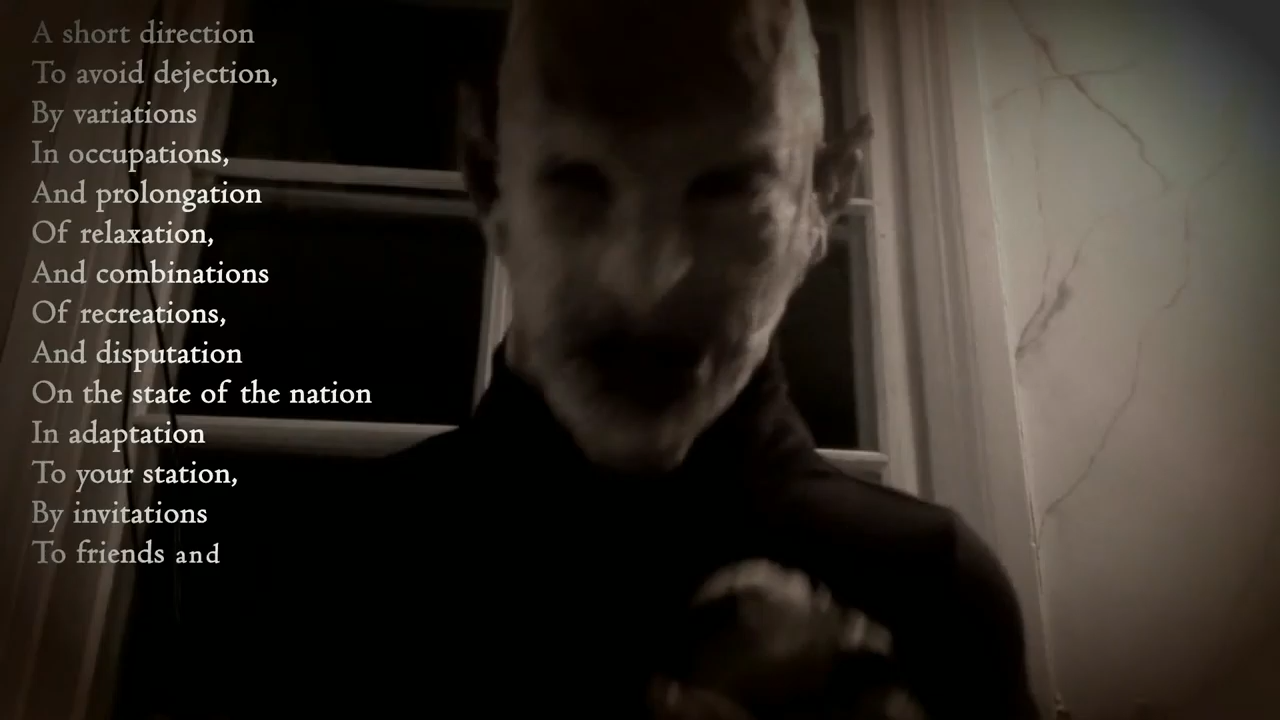 A short direction
To avoid dejection,
By variations
In occupations,
And prolongation
Of relaxation,
And combinations
Of recreations,
And disputation
On the state of the nation
In adaptation
To your station,
By invitations
To friends and